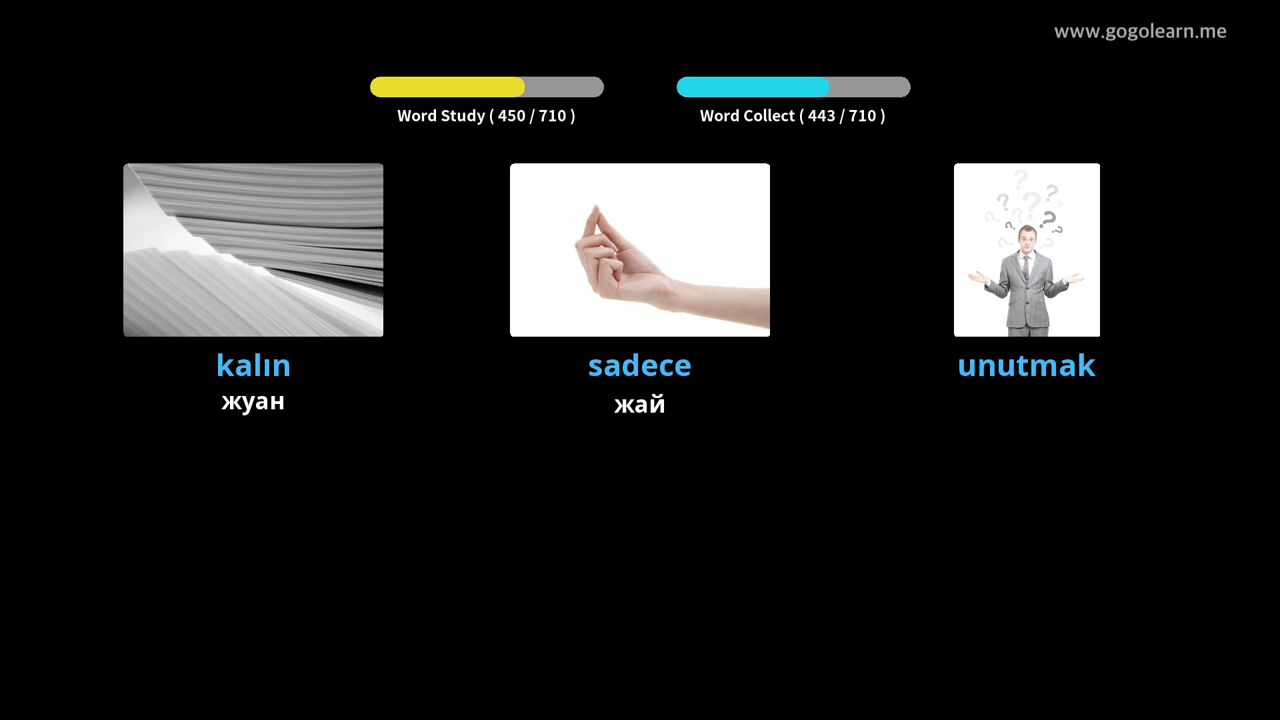 www.gogolearn.me
Word Study ( 450 / 710 )
Word Collect ( 443 / 710 )
kalın
жуан
sadece
жай
unutmak